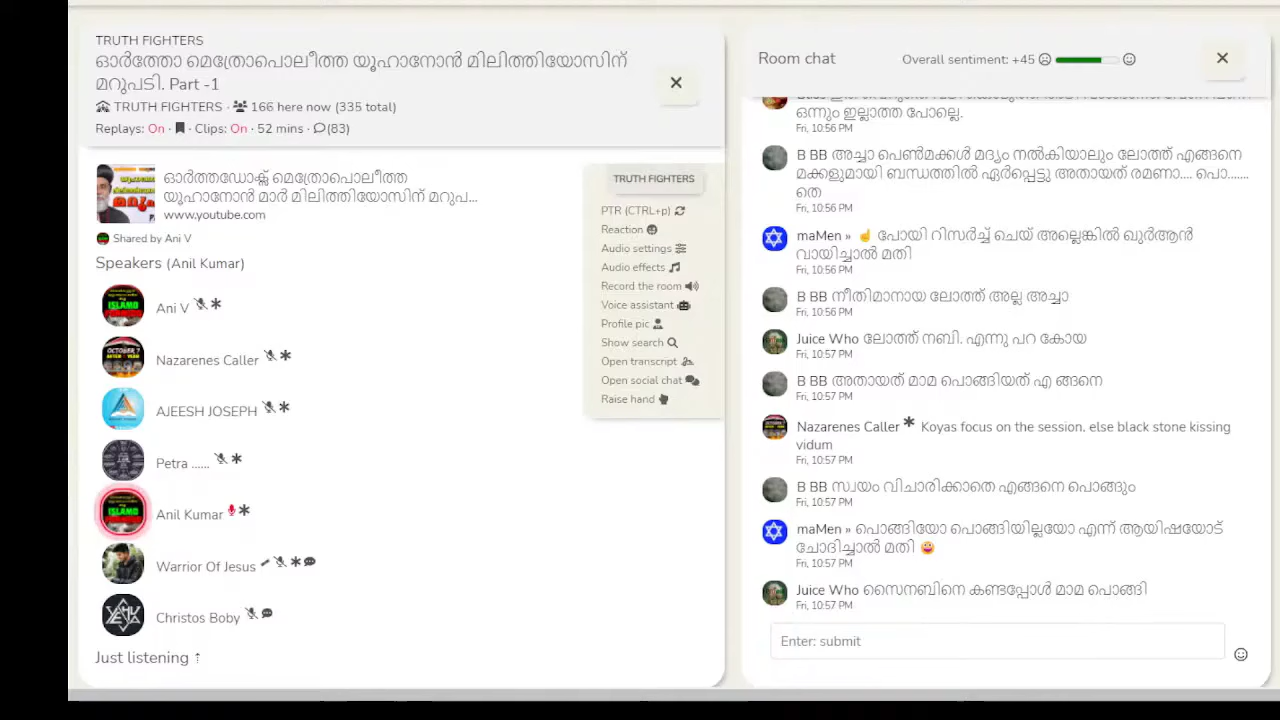 TRUTH FIGHTERS
ഓർത്തോ മെത്രോപൊലീത്ത യൂഹാനോൻ മിലിത്തിയോസിന്
മറുപടി. Part -1
TRUTH FIGHTERS · 166 here now (335 total)
Replays: On · Clips: On · 52 mins · (83)
ഓർത്തഡോക്സ് മെത്രൊപൊലീത്ത
യൂഹാനോൻ മാർ മിലിത്തിയോസിന് മറുപ...
www.youtube.com
Shared by Ani V
Speakers (Anil Kumar)
Ani V
Nazarenes Caller
AJEESH JOSEPH
Petra ......
Anil Kumar
Warrior Of Jesus
Christos Boby
Just listening
TRUTH FIGHTERS
PTR (CTRL+p)
Reaction
Audio settings
Audio effects
Record the room
Voice assistant
Profile pic
Show search
Open transcript
Open social chat
Raise hand
Room chat
Overall sentiment: +45
ഒന്നും ഇല്ലാത്ത പോലെ.
Fri, 10:56 PM
B BB അച്ചാ പെൺമക്കൾ മദ്യം നൽകിയാലും ലോത്ത് എങ്ങനെ
മക്കളുമായി ബന്ധത്തിൽ ഏർപ്പെട്ടു അതായത് രമണാ.... പൊ.......
തെ
Fri, 10:56 PM
maMen » ☝ പോയി റിസർച്ച് ചെയ് അല്ലെങ്കിൽ ഖുർആൻ
വായിച്ചാൽ മതി
Fri, 10:56 PM
B BB നീതിമാനായ ലോത്ത് അല്ല അച്ചാ
Fri, 10:56 PM
Juice Who ലോത്ത് നബി. എന്നു പറ കോയ
Fri, 10:57 PM
B BB അതായത് മാമ പൊങ്ങിയത് എ ങ്ങനെ
Fri, 10:57 PM
Nazarenes Caller * Koyas focus on the session. else black stone kissing
vidum
Fri, 10:57 PM
B BB സ്വയം വിചാരിക്കാതെ എങ്ങനെ പൊങ്ങും
Fri, 10:57 PM
maMen » പൊങ്ങിയോ പൊങ്ങിയില്ലയോ എന്ന് ആയിഷയോട്
ചോദിച്ചാൽ മതി 😀
Fri, 10:57 PM
Juice Who സൈനബിനെ കണ്ടപ്പോൾ മാമ പൊങ്ങി
Fri, 10:57 PM
Enter: submit